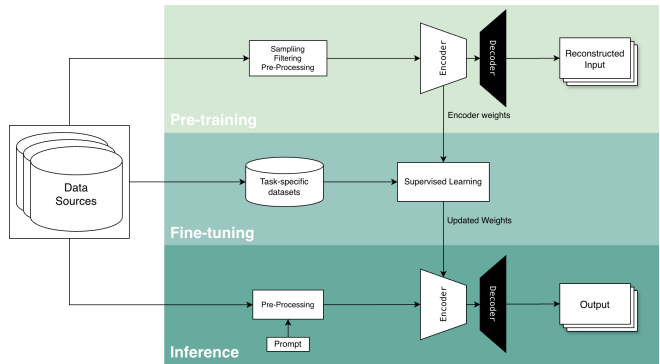 Sampliing
Filtering
Pre-Processing
Encoder
Decoder
Reconstructed
Input
Pre-training
Encoder weights
Data
Sources
Task-specific
datasets
Supervised Learning
Fine-tuning
Updated Weights
Pre-Processing
Encoder
Decoder
Output
Prompt
Inference